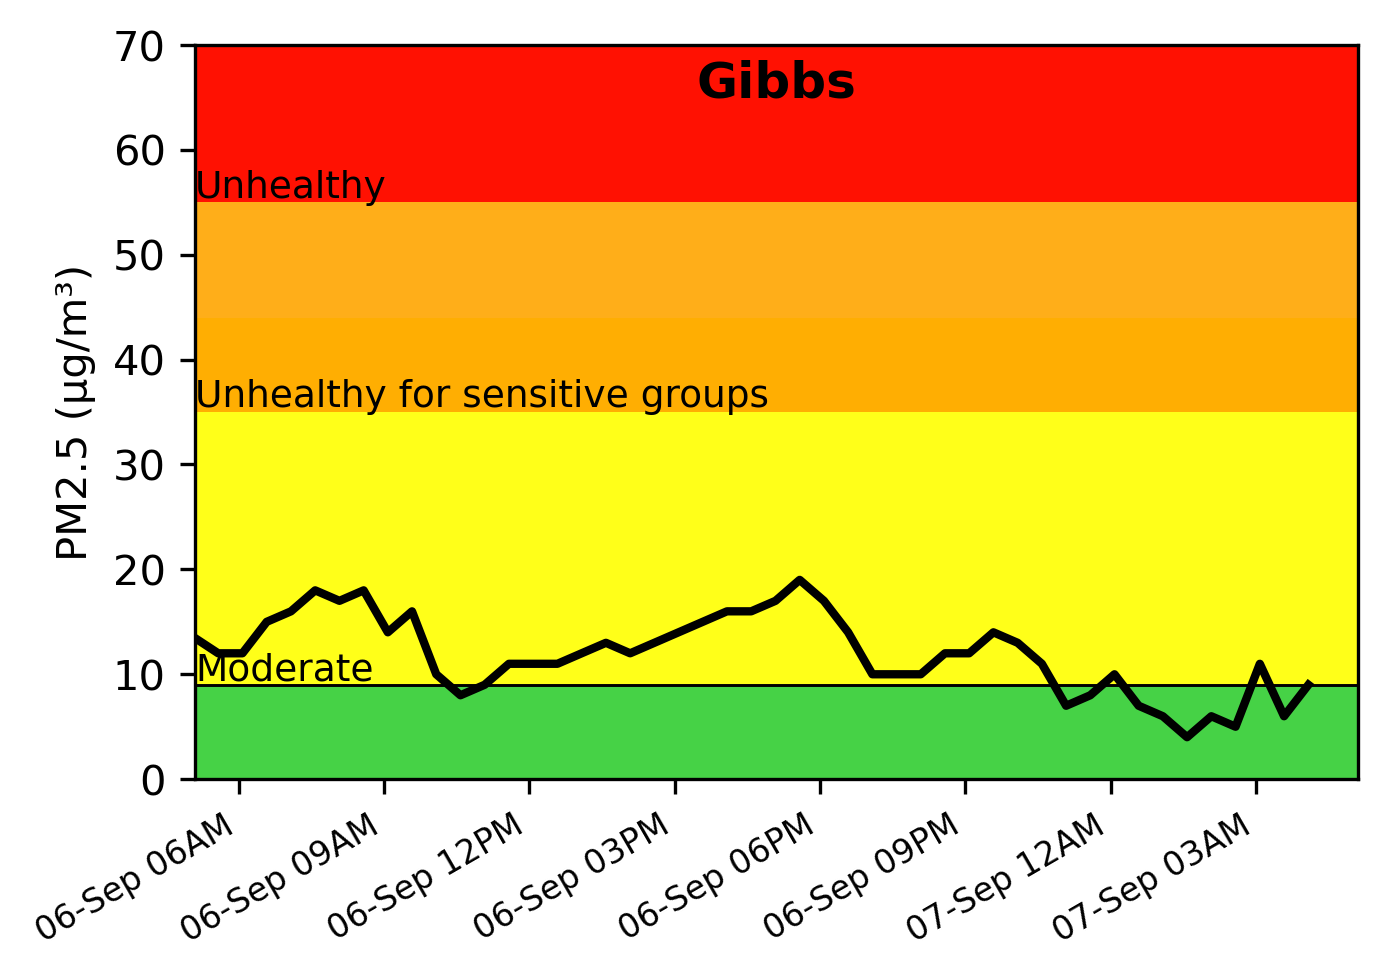 Gibbs
PM2.5 (µg/m³)
70
60
50
40
30
20
10
0
Unhealthy
Unhealthy for sensitive groups
Moderate
06-Sep 06AM
06-Sep 09AM
06-Sep 12PM
06-Sep 03PM
06-Sep 06PM
06-Sep 09PM
07-Sep 12AM
07-Sep 03AM